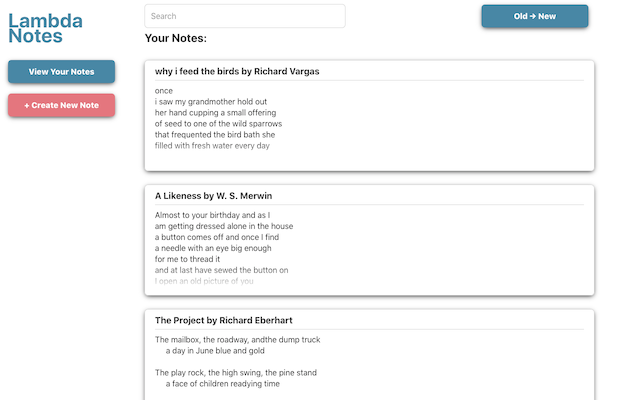 Lambda
Notes
View Your Notes
+ Create New Note
Search
Old → New
Your Notes:
why i feed the birds by Richard Vargas
once
i saw my grandmother hold out
her hand cupping a small offering
of seed to one of the wild sparrows
that frequented the bird bath she
filled with fresh water every day
A Likeness by W. S. Merwin
Almost to your birthday and as I
am getting dressed alone in the house
a button comes off and once I find
a needle with an eye big enough
for me to thread it
and at last have sewed the button on
I open an old picture of you
The Project by Richard Eberhart
The mailbox, the roadway, andthe dump truck
a day in June blue and gold
The play rock, the high swing, the pine stand
a face of children readying time